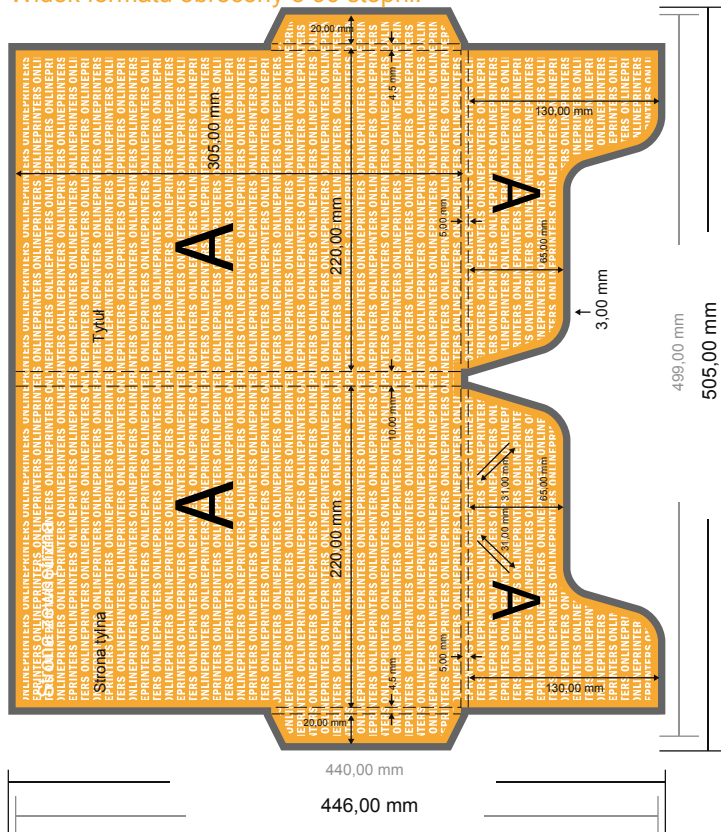 Widok formatu obrócony o 90 stopni:
20,00 mm
4,5 mm
130,00 mm
305,00 mm
A
A
220,00 mm
5,00 mm
65,00 mm
Tytuł
3,00 mm
499,00 mm
505,00 mm
10,00 mm
A
31,00 mm
65,00 mm
31,00 mm
220,00 mm
A
Strona zewnętrzna
Strona tylna
5,00 mm
4,5 mm
130,00 mm
20,00 mm
440,00 mm
446,00 mm
ONLINEPRINTERS ONLINEPRINTERS ONLINEPRINTERS